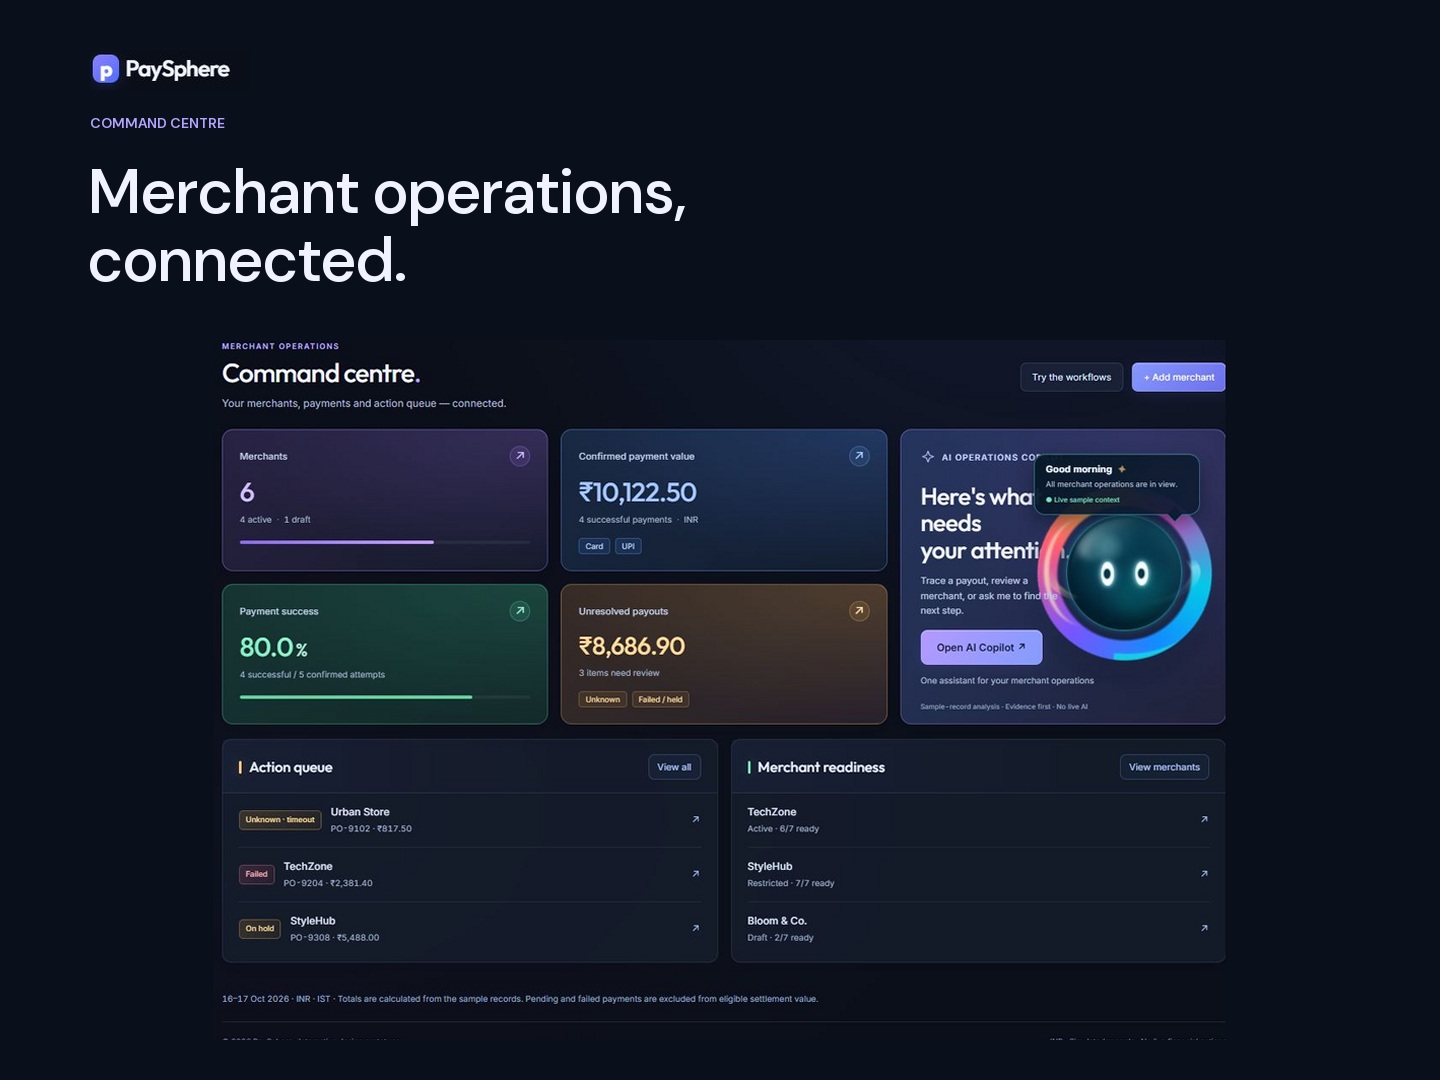 p PaySphere
COMMAND CENTRE
Merchant operations,
connected.
MERCHANT OPERATIONS
Command centre.
Your merchants, payments and action queue — connected.
Try the workflows
+ Add merchant
Merchants
6
4 active · 1 draft
Confirmed payment value
₹10,122.50
4 successful payments · INR
Card UPI
Payment success
80.0%
4 successful / 5 confirmed attempts
Unresolved payouts
₹8,686.90
3 items need review
Unknown Failed / held
AI OPERATIONS
Good morning
All merchant operations are in view.
Live sample context
Here's what
needs
your attention.
Trace a payout, review a
merchant, or ask me to find the
next step.
Open AI Copilot ↗
One assistant for your merchant operations
Sample-record analysis · Evidence first · No live AI
Action queue
View all
Unknown · timeout
Urban Store
PO-9102 · ₹817.50
Failed
TechZone
PO-9204 · ₹2,381.40
On hold
StyleHub
PO-9308 · ₹5,488.00
Merchant readiness
View merchants
TechZone
Active · 6/7 ready
StyleHub
Restricted · 7/7 ready
Bloom & Co.
Draft · 2/7 ready
16–17 Oct 2026 · INR · IST · Totals are calculated from the sample records. Pending and failed payments are excluded from eligible settlement value.